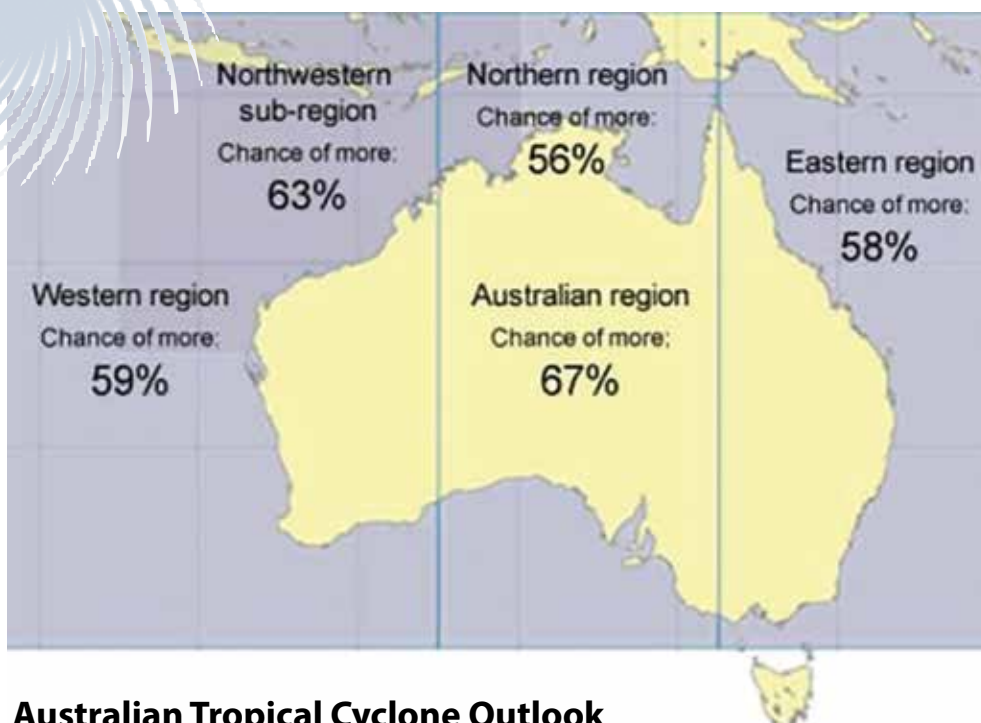 Northwestern
sub-region
Chance of more:
63%
Northern region
Chance of more:
56%
Eastern region
Chance of more:
58%
Western region
Chance of more:
59%
Australian region
Chance of more:
67%
Australian Tropical Cyclone Outlook